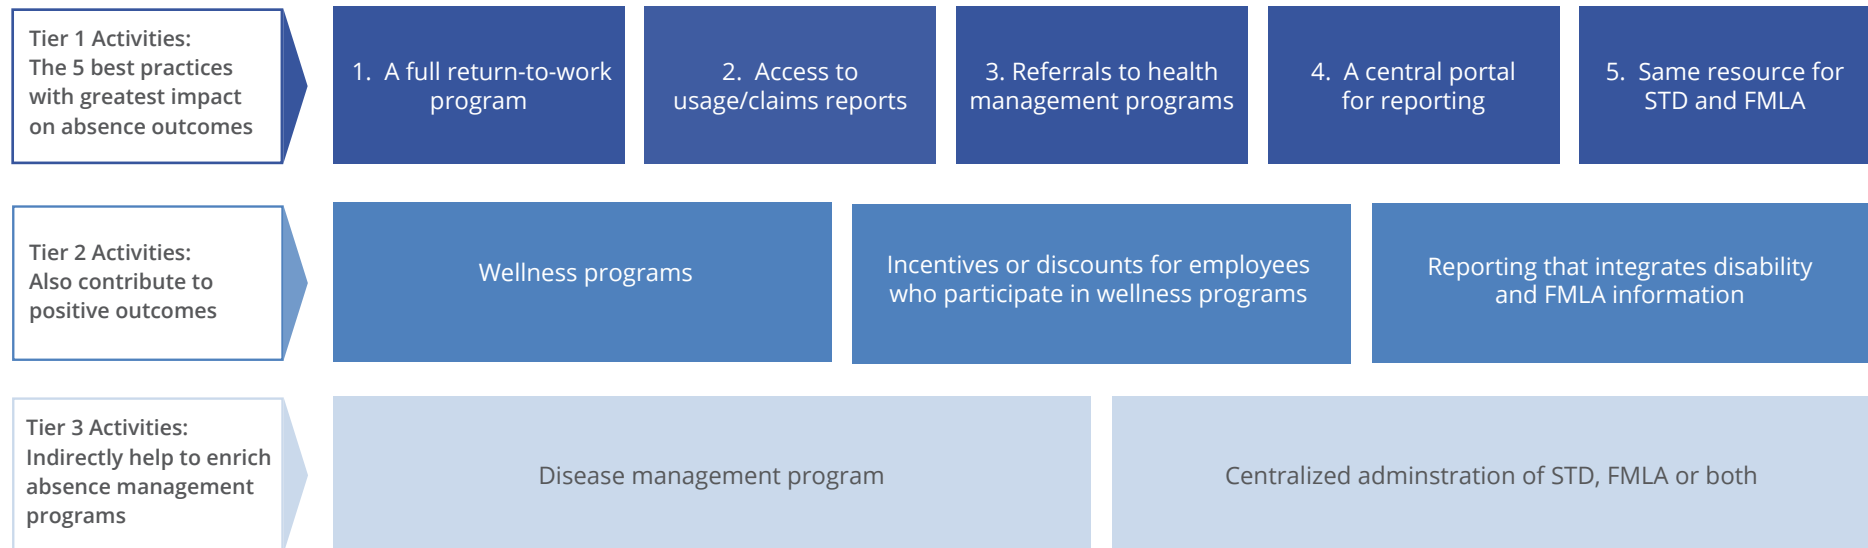 Tier 1 Activities:
The 5 best practices
with greatest impact
on absence outcomes
1. A full return-to-work
program
2. Access to
usage/claims reports
3. Referrals to health
management programs
4. A central portal
for reporting
5. Same resource for
STD and FMLA
Tier 2 Activities:
Also contribute to
positive outcomes
Wellness programs
Incentives or discounts for employees
who participate in wellness programs
Reporting that integrates disability
and FMLA information
Tier 3 Activities:
Indirectly help to enrich
absence management
programs
Disease management program
Centralized adminstration of STD, FMLA or both